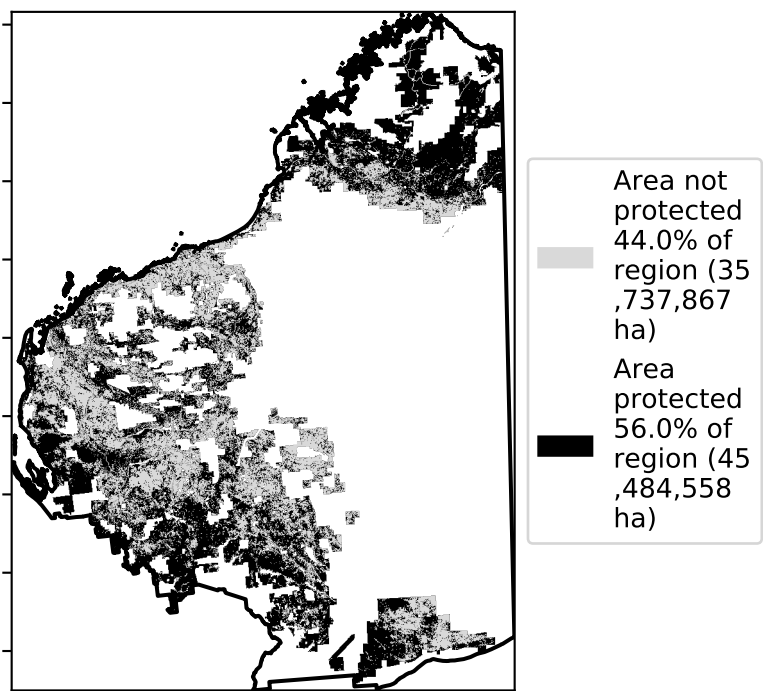 Area not
protected
44.0% of
region (35
,737,867
ha)
Area
protected
56.0% of
region (45
,484,558
ha)